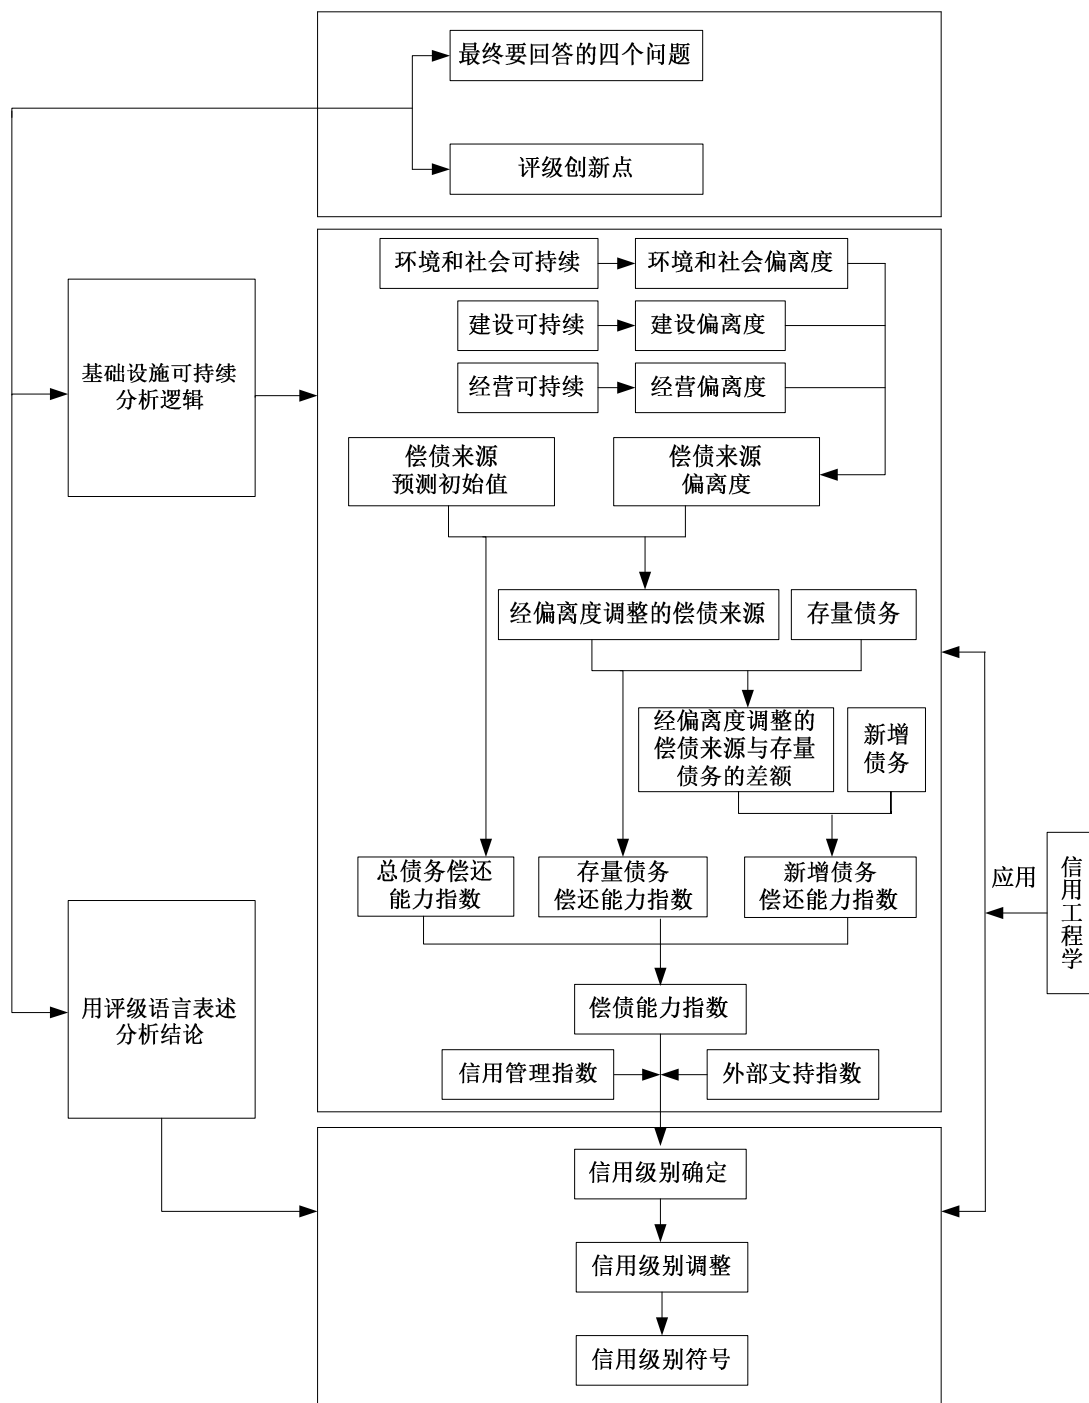 最终要回答的四个问题
评级创新点
环境和社会可持续
环境和社会偏离度
建设可持续
建设偏离度
经营可持续
经营偏离度
基础设施可持续
分析逻辑
偿债来源
预测初始值
偿债来源
偏离度
经偏离度调整的偿债来源
存量债务
经偏离度调整的
偿债来源与存量
债务的差额
新增
债务
总债务偿还
能力指数
存量债务
偿还能力指数
新增债务
偿还能力指数
应用
信用工程学
用评级语言表述
分析结论
偿债能力指数
信用管理指数
外部支持指数
信用级别确定
信用级别调整
信用级别符号